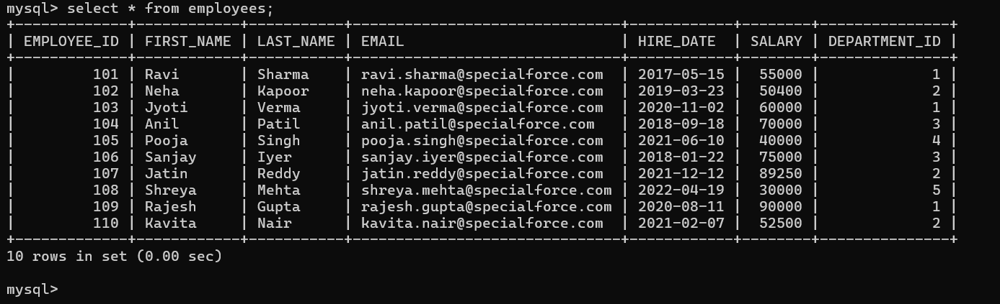 mysql> select * from employees;
+-------------+------------+-----------+-------------------------------+------------+--------+---------------+
| EMPLOYEE_ID | FIRST_NAME | LAST_NAME | EMAIL                         | HIRE_DATE  | SALARY | DEPARTMENT_ID |
+-------------+------------+-----------+-------------------------------+------------+--------+---------------+
|         101 | Ravi       | Sharma    | ravi.sharma@specialforce.com  | 2017-05-15 |  55000 |             1 |
|         102 | Neha       | Kapoor    | neha.kapoor@specialforce.com  | 2019-03-23 |  50400 |             2 |
|         103 | Jyoti      | Verma     | jyoti.verma@specialforce.com  | 2020-11-02 |  60000 |             1 |
|         104 | Anil       | Patil     | anil.patil@specialforce.com   | 2018-09-18 |  70000 |             3 |
|         105 | Pooja      | Singh     | pooja.singh@specialforce.com  | 2021-06-10 |  40000 |             4 |
|         106 | Sanjay     | Iyer      | sanjay.iyer@specialforce.com  | 2018-01-22 |  75000 |             3 |
|         107 | Jatin      | Reddy     | jatin.reddy@specialforce.com  | 2021-12-12 |  89250 |             2 |
|         108 | Shreya     | Mehta     | shreya.mehta@specialforce.com | 2022-04-19 |  30000 |             5 |
|         109 | Rajesh     | Gupta     | rajesh.gupta@specialforce.com | 2020-08-11 |  90000 |             1 |
|         110 | Kavita     | Nair      | kavita.nair@specialforce.com  | 2021-02-07 |  52500 |             2 |
+-------------+------------+-----------+-------------------------------+------------+--------+---------------+
10 rows in set (0.00 sec)

mysql>